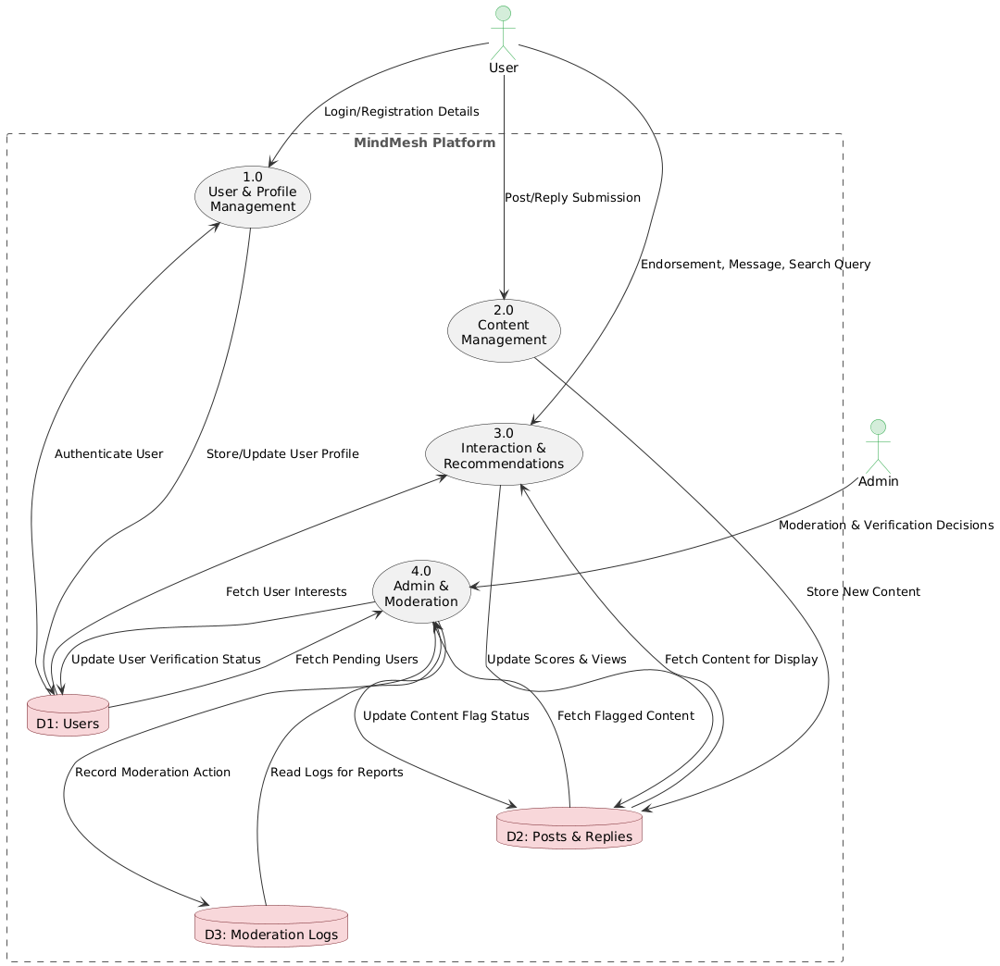 User
Login/Registration Details
MindMesh Platform
1.0
User & Profile
Management
Post/Reply Submission
Endorsement, Message, Search Query
2.0
Content
Management
3.0
Interaction &
Recommendations
Authenticate User
Store/Update User Profile
Admin
Moderation & Verification Decisions
4.0
Admin &
Moderation
Fetch User Interests
Store New Content
Update User Verification Status
Fetch Pending Users
Update Scores & Views
Fetch Content for Display
D1: Users
Update Content Flag Status
Fetch Flagged Content
Record Moderation Action
Read Logs for Reports
D2: Posts & Replies
D3: Moderation Logs